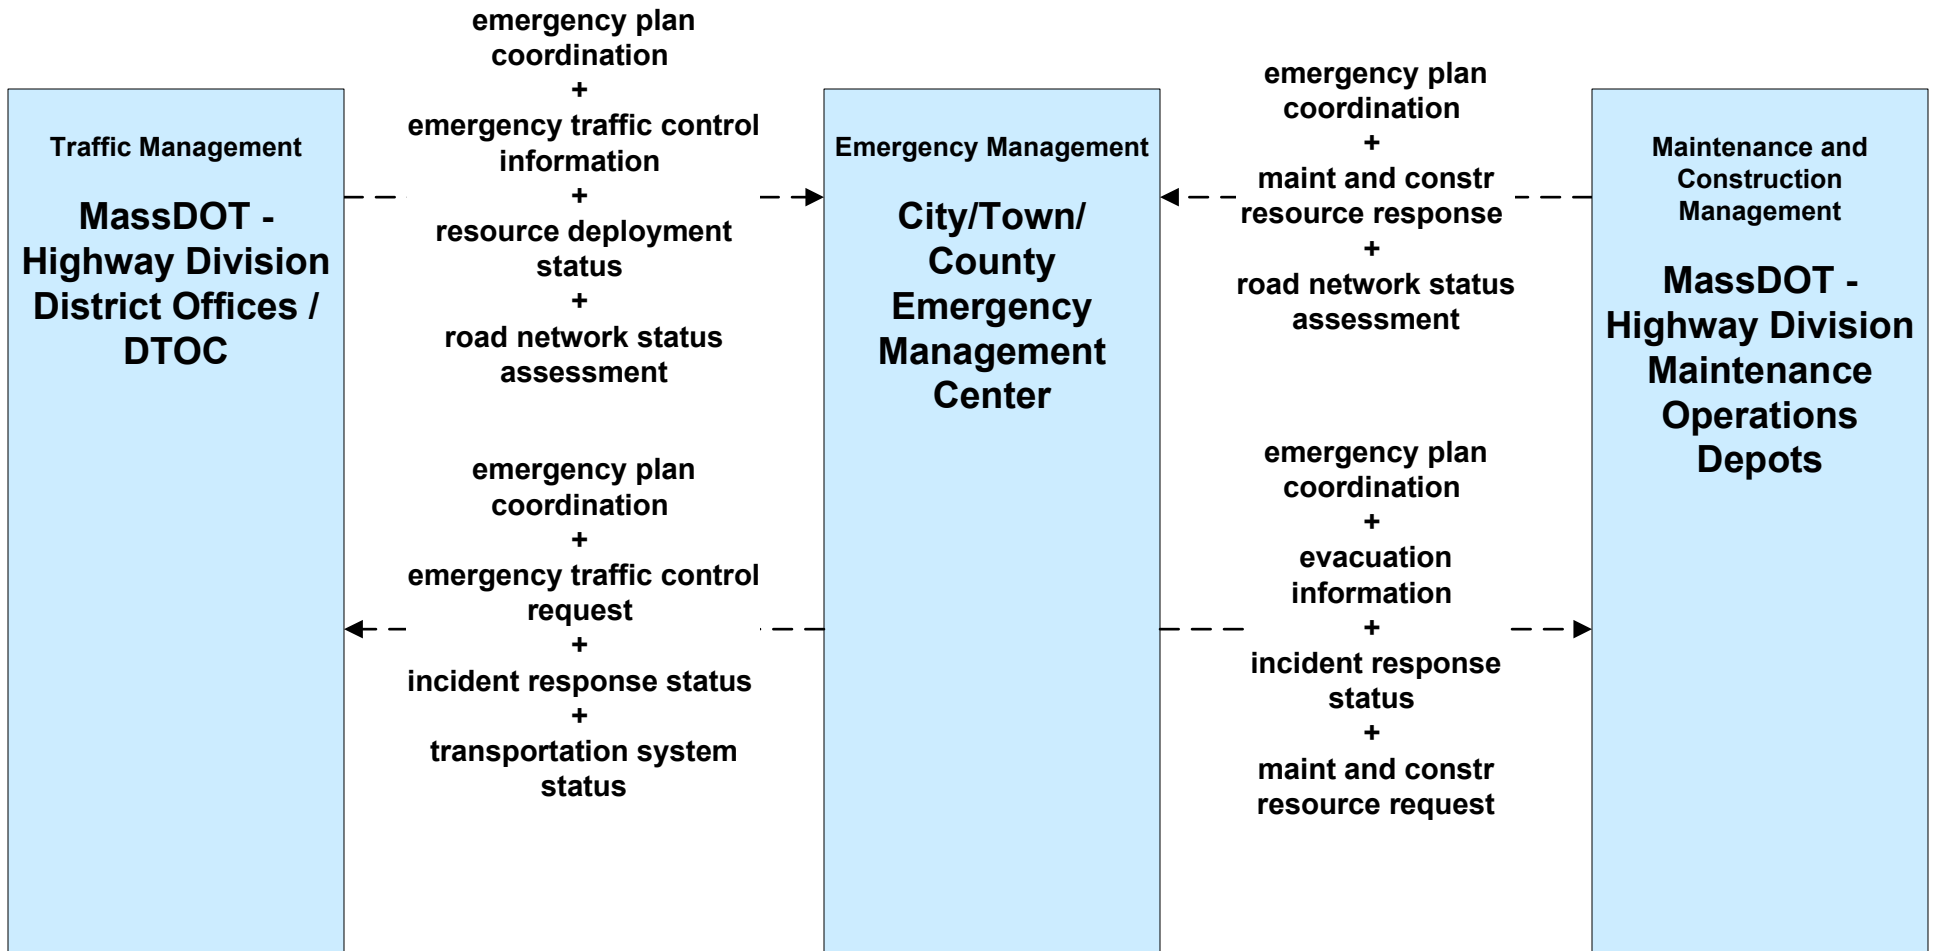 emergency plan
coordination
+
emergency traffic control
information
+
resource deployment
status
+
road network status
assessment
emergency plan
coordination
+
maint and constr
resource response
+
road network status
assessment
Traffic Management
MassDOT -
Highway Division
District Offices /
DTOC
Emergency Management
City/Town/
County
Emergency
Management
Center
Maintenance and
Construction
Management
MassDOT -
Highway Division
Maintenance
Operations
Depots
emergency plan
coordination
+
emergency traffic control
request
+
incident response status
+
transportation system
status
emergency plan
coordination
+
evacuation
information
+
incident response
status
+
maint and constr
resource request